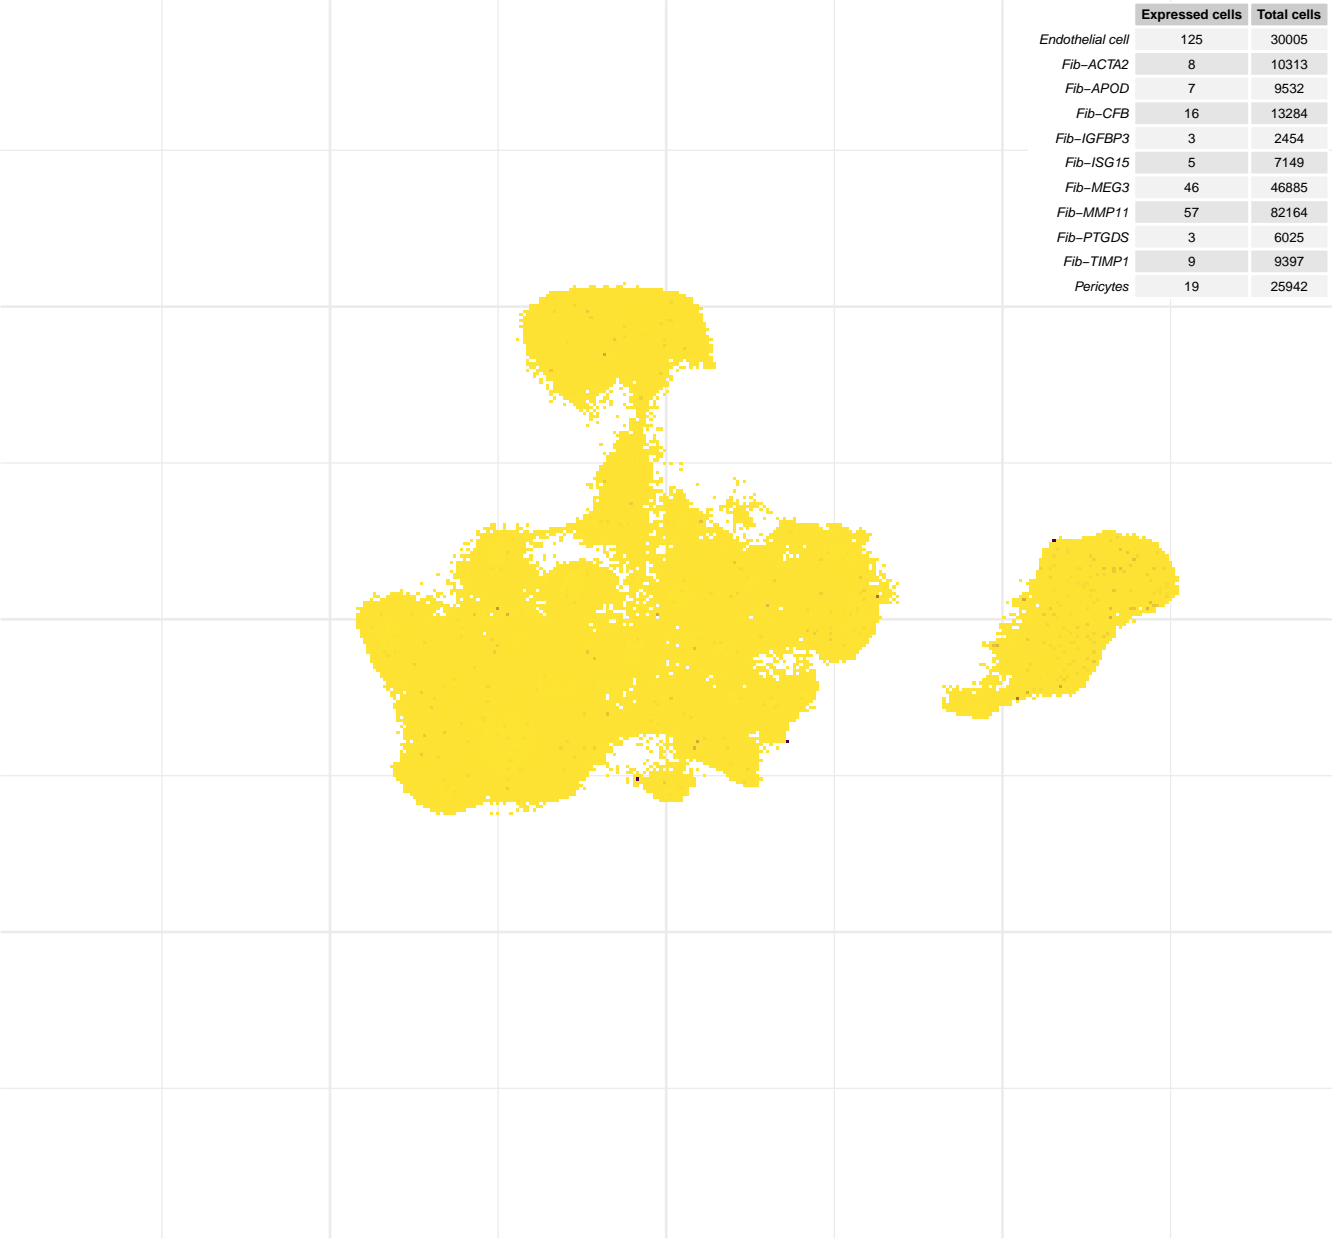 Expressed cells Total cells
Endothelial cell 125 30005
Fib−ACTA2 8 10313
Fib−APOD 7 9532
Fib−CFB 16 13284
Fib−IGFBP3 3 2454
Fib−ISG15 5 7149
Fib−MEG3 46 46885
Fib−MMP11 57 82164
Fib−PTGDS 3 6025
Fib−TIMP1 9 9397
Pericytes 19 25942